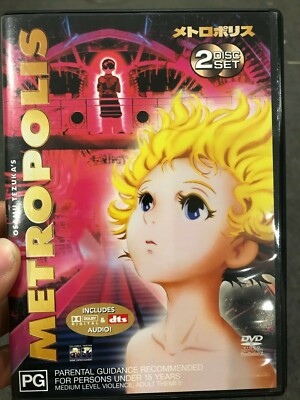 メトロポリス
2 DISC
SET
OSAMU TEZUKA'S
METROPOLIS
INCLUDES
DOLBY
DIGITAL & dts
AUDIO!
DVD
PG
PARENTAL GUIDANCE RECOMMENDED
FOR PERSONS UNDER 15 YEARS
MEDIUM LEVEL VIOLENCE, ADULT THEMES